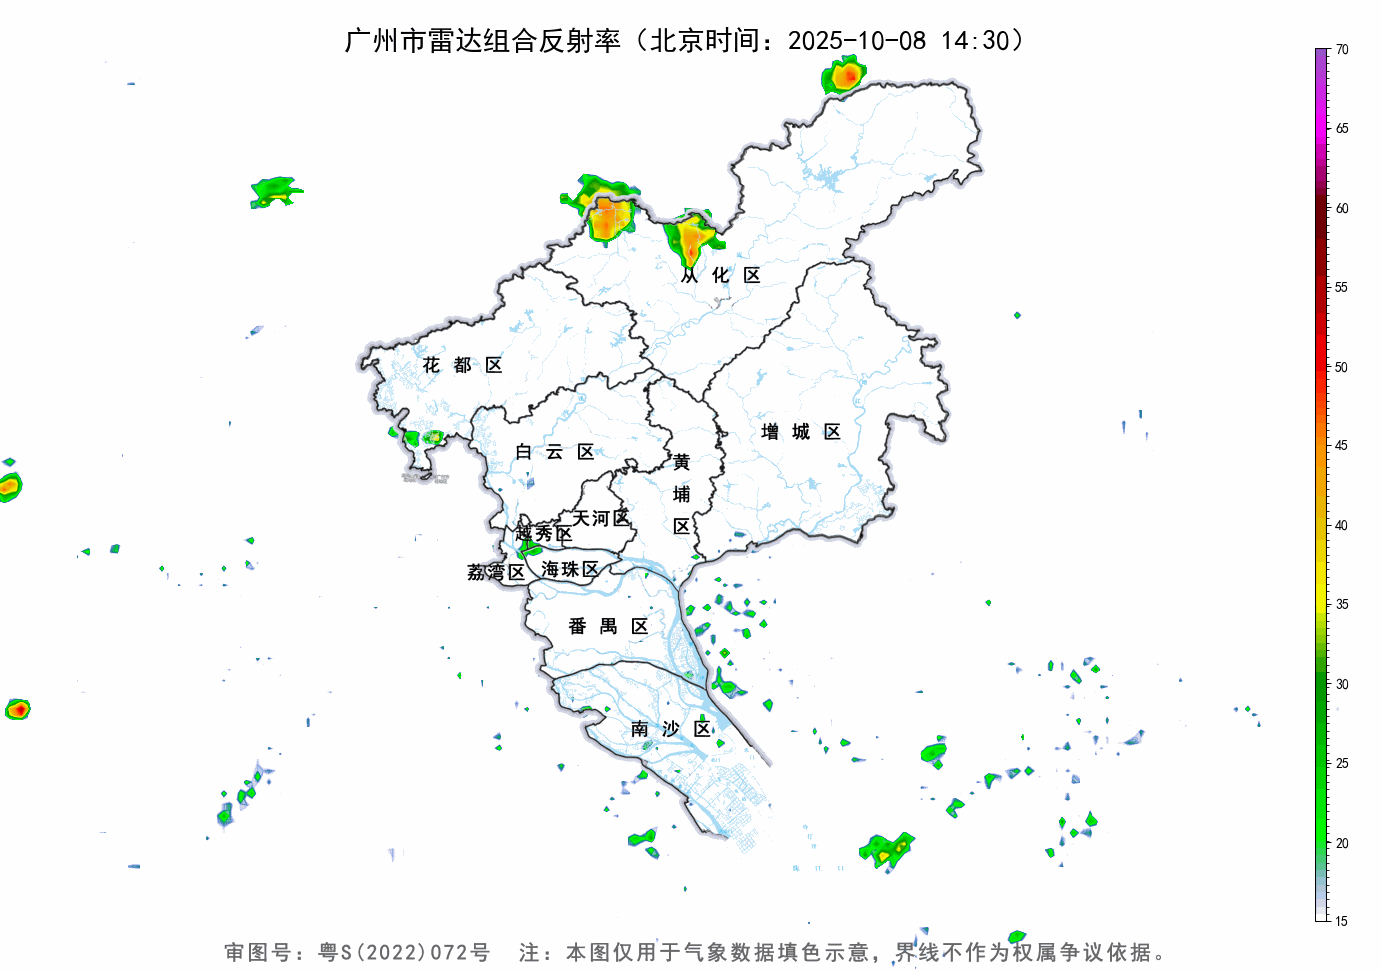 广州市雷达组合反射率（北京时间：2025-10-08 14:30）
70
65
60
55
50
45
40
35
30
25
20
15
从化区
花都区
增城区
白云区
黄埔区
天河区
越秀区
荔湾区
海珠区
番禺区
南沙区
审图号：粤S(2022)072号 注：本图仅用于气象数据填色示意，界线不作为权属争议依据。